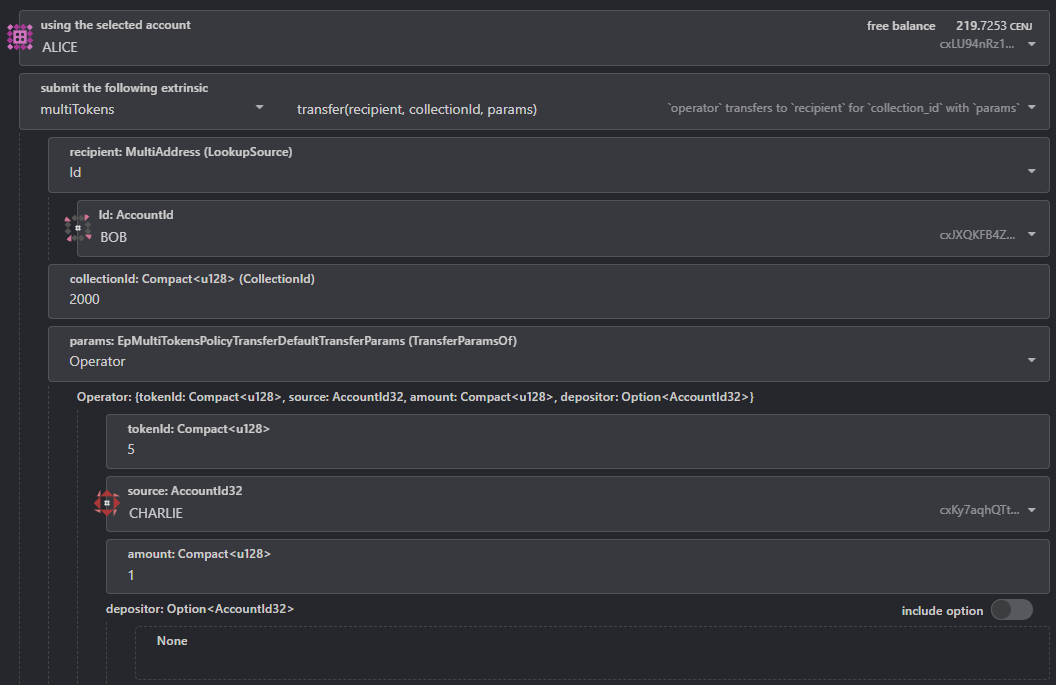 using the selected account
free balance 219.7253 CENJ
ALICE
cxLU94nRz1...
submit the following extrinsic
multiTokens
transfer(recipient, collectionId, params)
`operator` transfers to `recipient` for `collection_id` with `params`
recipient: MultiAddress (LookupSource)
Id
Id: AccountId
BOB
cxJXQKFB4Z...
collectionId: Compact<u128> (CollectionId)
2000
params: EpMultiTokensPolicyTransferDefaultTransferParams (TransferParamsOf)
Operator
Operator: {tokenId: Compact<u128>, source: AccountId32, amount: Compact<u128>, depositor: Option<AccountId32>}
tokenId: Compact<u128>
5
source: AccountId32
CHARLIE
cxKy7aqhQTt...
amount: Compact<u128>
1
depositor: Option<AccountId32>
include option
None